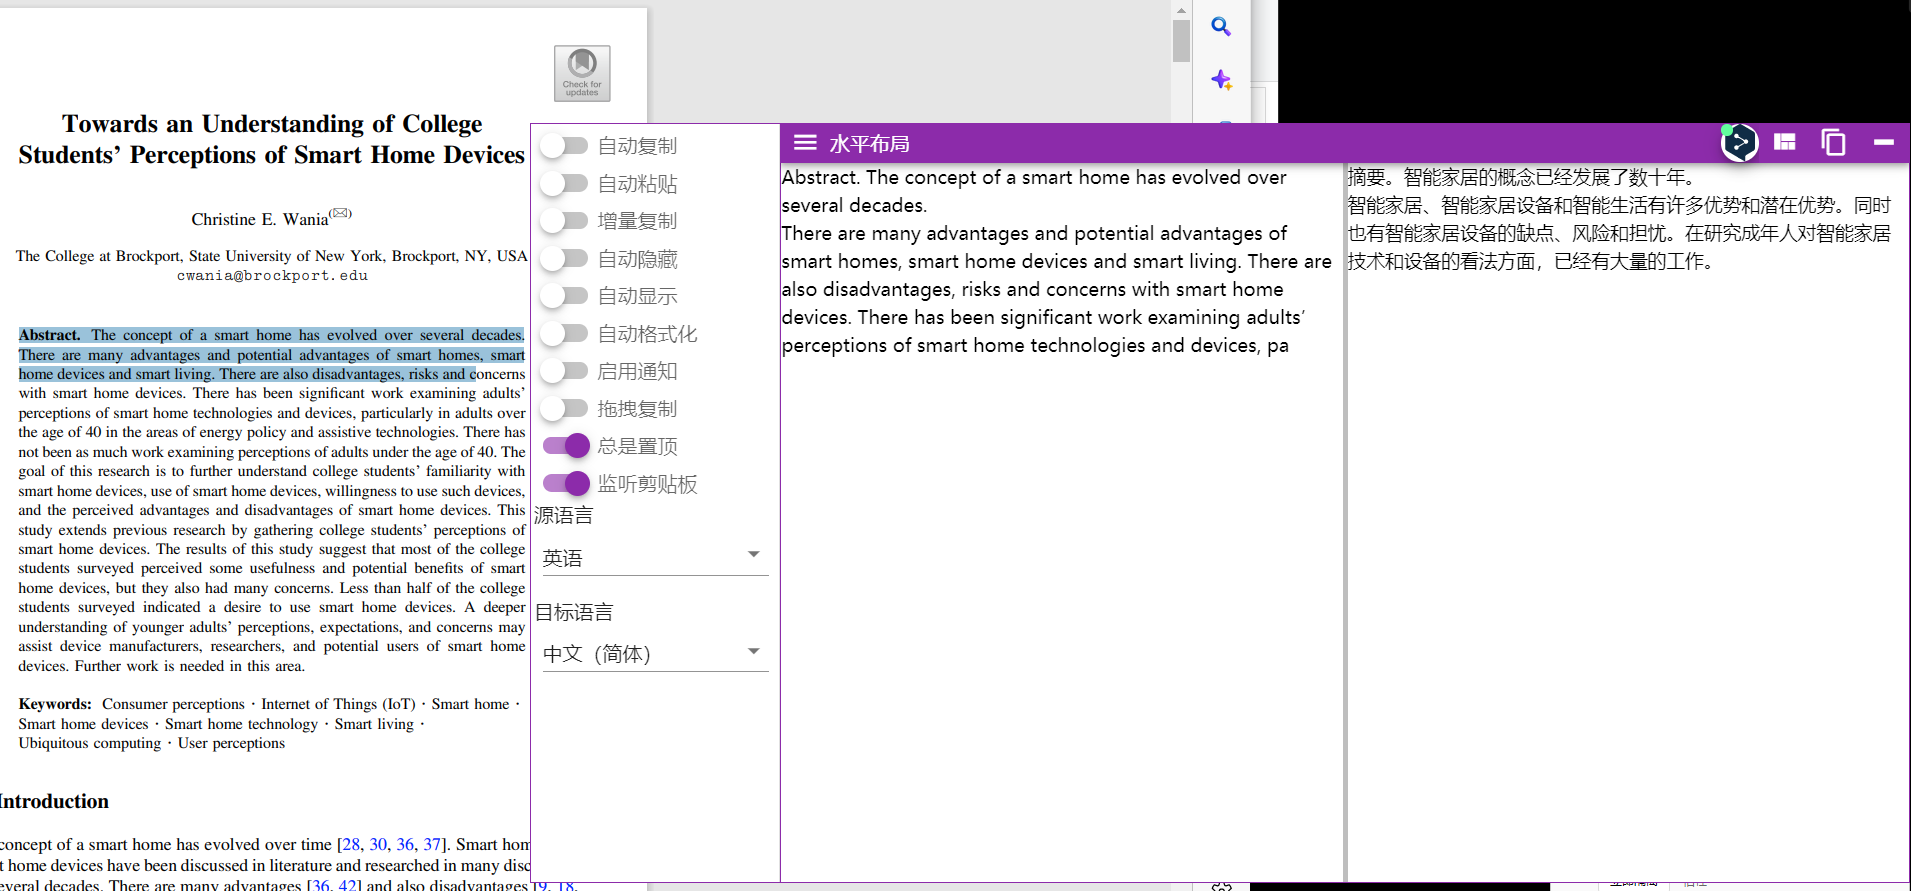 Check for
updates
Towards an Understanding of College
Students’ Perceptions of Smart Home Devices
Christine E. Wania(✉)
The College at Brockport, State University of New York, Brockport, NY, USA
cwania@brockport.edu
Abstract. The concept of a smart home has evolved over several decades.
There are many advantages and potential advantages of smart homes, smart
home devices and smart living. There are also disadvantages, risks and concerns
with smart home devices. There has been significant work examining adults’
perceptions of smart home technologies and devices, particularly in adults over
the age of 40 in the areas of energy policy and assistive technologies. There has
not been as much work examining perceptions of adults under the age of 40. The
goal of this research is to further understand college students’ familiarity with
smart home devices, use of smart home devices, willingness to use such devices,
and the perceived advantages and disadvantages of smart home devices. This
study extends previous research by gathering college students’ perceptions of
smart home devices. The results of this study suggest that most of the college
students surveyed perceived some usefulness and potential benefits of smart
home devices, but they also had many concerns. Less than half of the college
students surveyed indicated a desire to use smart home devices. A deeper
understanding of younger adults’ perceptions, expectations, and concerns may
assist device manufacturers, researchers, and potential users of smart home
devices. Further work is needed in this area.
Keywords: Consumer perceptions · Internet of Things (IoT) · Smart home ·
Smart home devices · Smart home technology · Smart living ·
Ubiquitous computing · User perceptions
Introduction
concept of a smart home has evolved over time [28, 30, 36, 37]. Smart hom
t home devices have been discussed in literature and researched in many disc
everal decades. There are many advantages [36, 42] and also disadvantages [9, 18,
自动复制
自动粘贴
增量复制
自动隐藏
自动显示
自动格式化
启用通知
拖拽复制
总是置顶
监听剪贴板
源语言
英语
目标语言
中文（简体）
水平布局
Abstract. The concept of a smart home has evolved over
several decades.
There are many advantages and potential advantages of
smart homes, smart home devices and smart living. There are
also disadvantages, risks and concerns with smart home
devices. There has been significant work examining adults’
perceptions of smart home technologies and devices, pa
摘要。智能家居的概念已经发展了数十年。
智能家居、智能家居设备和智能生活有许多优势和潜在优势。同时
也有智能家居设备的缺点、风险和担忧。在研究成年人对智能家居
技术和设备的看法方面，已经有大量的工作。